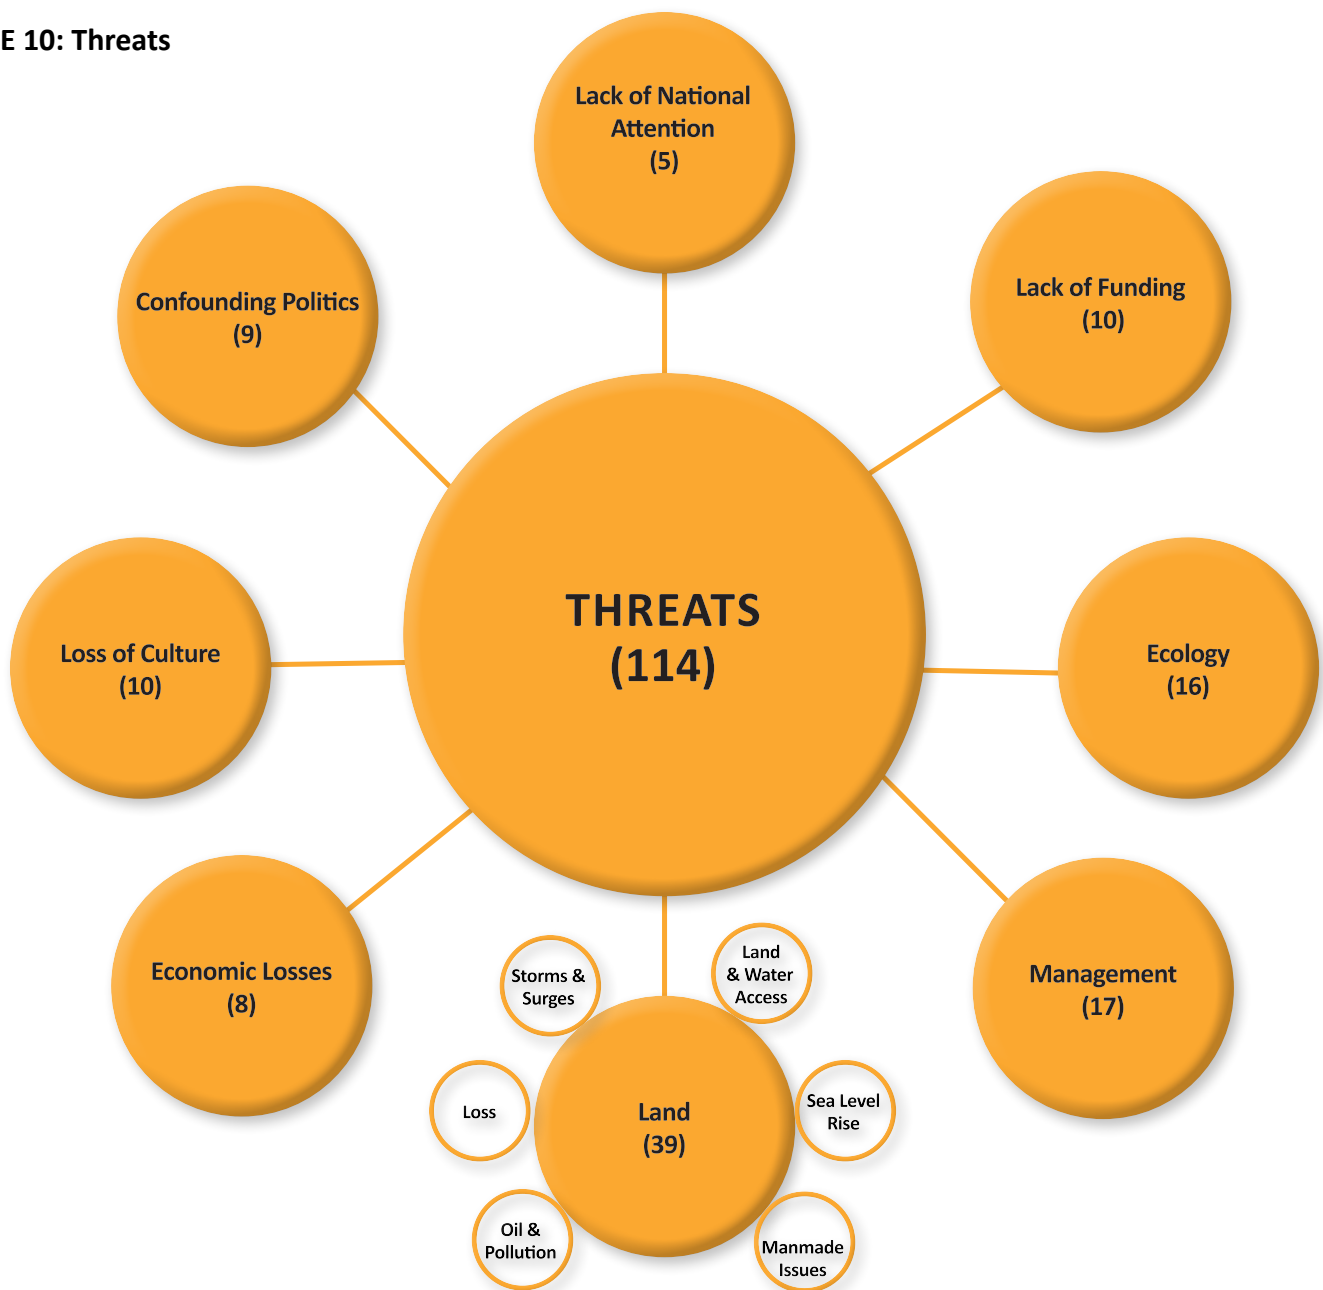 E 10: Threats
Lack of National
Attention
(5)
Lack of Funding
(10)
Confounding Politics
(9)
THREATS
(114)
Loss of Culture
(10)
Ecology
(16)
Economic Losses
(8)
Management
(17)
Storms &
Surges
Land
& Water
Access
Loss
Land
(39)
Sea Level
Rise
Oil &
Pollution
Manmade
Issues